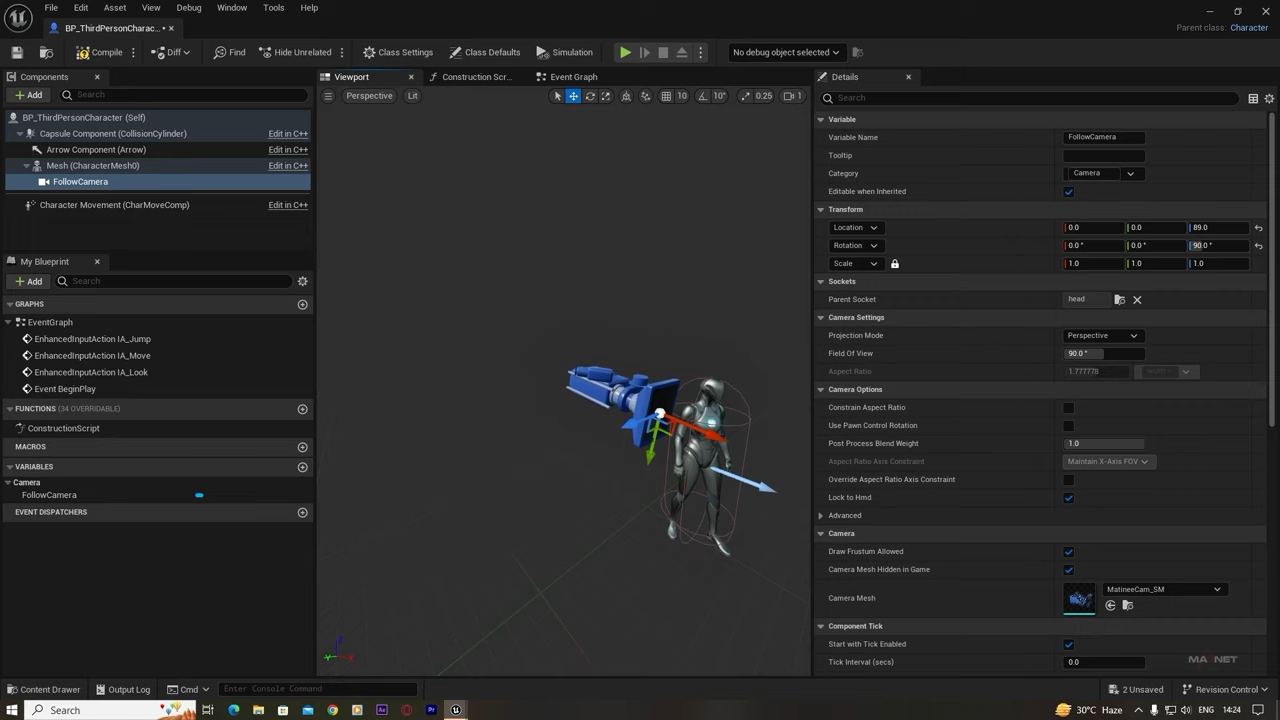 File Edit Asset View Debug Window Tools Help
BP_ThirdPersonCharac...
Parent class: Character
Compile Diff Find Hide Unrelated Class Settings Class Defaults Simulation No debug object selected
Components
Viewport Construction Scr... Event Graph
Details
Add Search
Perspective Lit 10 10° 0.25 1
Search
BP_ThirdPersonCharacter (Self)
Capsule Component (CollisionCylinder) Edit in C++
Arrow Component (Arrow) Edit in C++
Mesh (CharacterMesh0) Edit in C++
FollowCamera
Character Movement (CharMoveComp) Edit in C++
My Blueprint
Add Search
GRAPHS
EventGraph
EnhancedInputAction IA_Jump
EnhancedInputAction IA_Move
EnhancedInputAction IA_Look
Event BeginPlay
FUNCTIONS (34 OVERRIDABLE)
ConstructionScript
MACROS
VARIABLES
Camera
FollowCamera
EVENT DISPATCHERS
Variable
Variable Name FollowCamera
Tooltip
Category Camera
Editable when Inherited
Transform
Location 0.0 0.0 89.0
Rotation 0.0 ° 0.0 ° 90.0 °
Scale 1.0 1.0 1.0
Sockets
Parent Socket head
Camera Settings
Projection Mode Perspective
Field Of View 90.0 °
Aspect Ratio 1.777778
Camera Options
Constrain Aspect Ratio
Use Pawn Control Rotation
Post Process Blend Weight 1.0
Aspect Ratio Axis Constraint Maintain X-Axis FOV
Override Aspect Ratio Axis Constraint
Lock to Hmd
Advanced
Camera
Draw Frustum Allowed
Camera Mesh Hidden in Game
Camera Mesh MatineeCam_SM
Component Tick
Start with Tick Enabled
Tick Interval (secs) 0.0
Content Drawer Output Log Cmd Enter Console Command 2 Unsaved Revision Control
Search 30°C Haze ENG 14:24